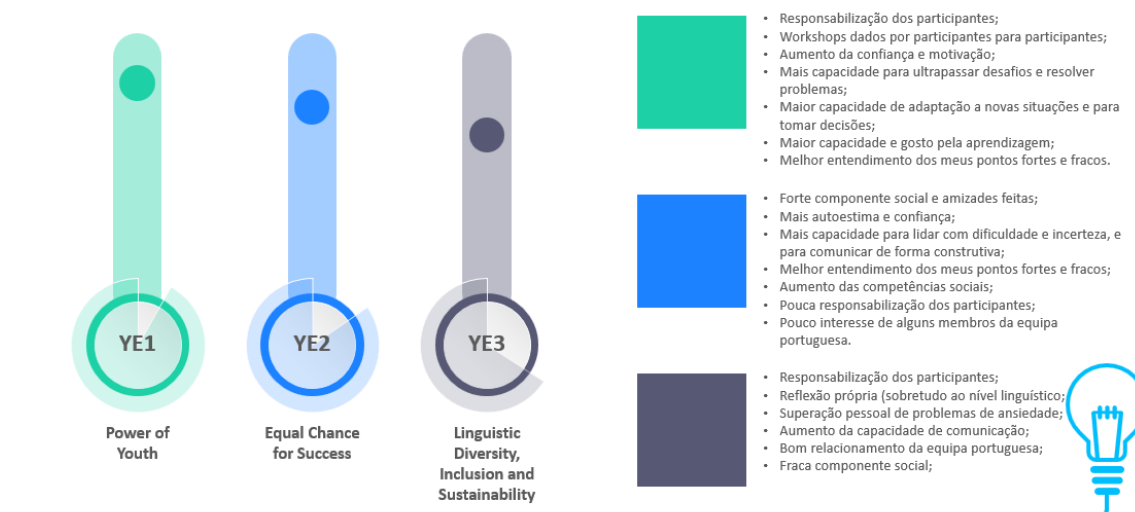 YE1
Power of
Youth
YE2
Equal Chance
for Success
YE3
Linguistic
Diversity,
Inclusion and
Sustainability
• Responsabilização dos participantes;
• Workshops dados por participantes para participantes;
• Aumento da confiança e motivação;
• Mais capacidade para ultrapassar desafios e resolver
problemas;
• Maior capacidade de adaptação a novas situações e para
tomar decisões;
• Maior capacidade e gosto pela aprendizagem;
• Melhor entendimento dos meus pontos fortes e fracos.
• Forte componente social e amizades feitas;
• Mais autoestima e confiança;
• Mais capacidade para lidar com dificuldade e incerteza, e
para comunicar de forma construtiva;
• Melhor entendimento dos meus pontos fortes e fracos;
• Aumento das competências sociais;
• Pouca responsabilização dos participantes;
• Pouco interesse de alguns membros da equipa
portuguesa.
• Responsabilização dos participantes;
• Reflexão própria (sobretudo ao nível linguístico;
• Superação pessoal de problemas de ansiedade;
• Aumento da capacidade de comunicação;
• Bom relacionamento da equipa portuguesa;
• Fraca componente social;